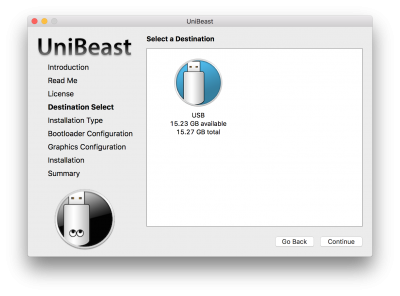 UniBeast
UniBeast
Select a Destination
Introduction
Read Me
License
Destination Select
Installation Type
Bootloader Configuration
Graphics Configuration
Installation
Summary
USB
15.23 GB available
15.27 GB total
Go Back
Continue